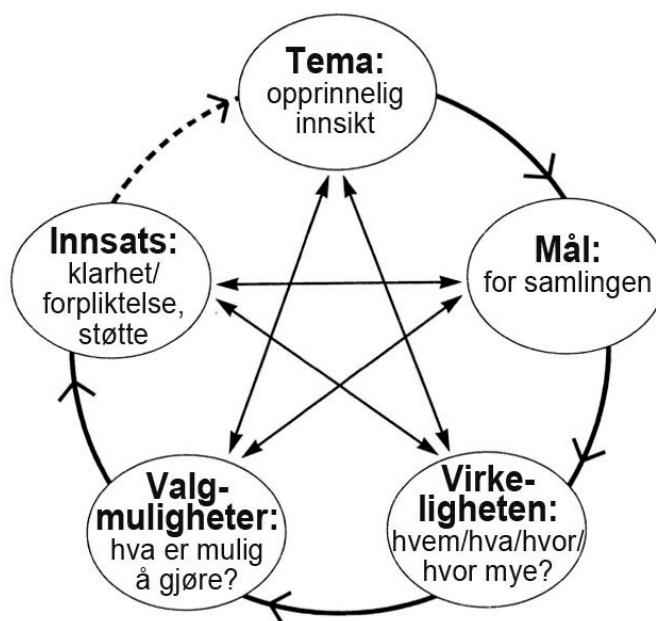 Tema:
opprinnelig
innsikt
Mål:
for samlingen
Virke-
ligheten:
hvem/hva/hvor/
hvor mye?
Valg-
muligheter:
hva er mulig
å gjøre?
Innsats:
klarhet/
forpliktelse,
støtte